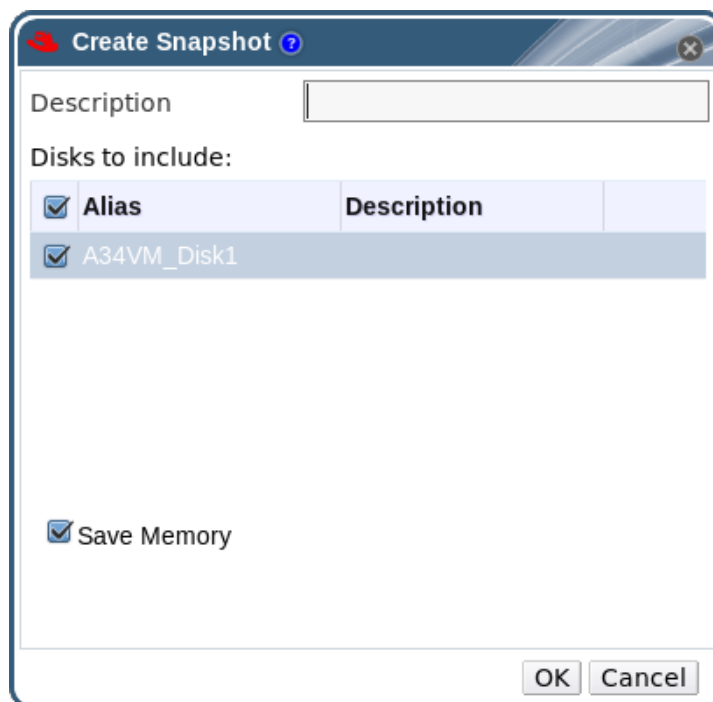 Create Snapshot ?
Description
Disks to include:
Alias Description
A34VM_Disk1
Save Memory
OK Cancel